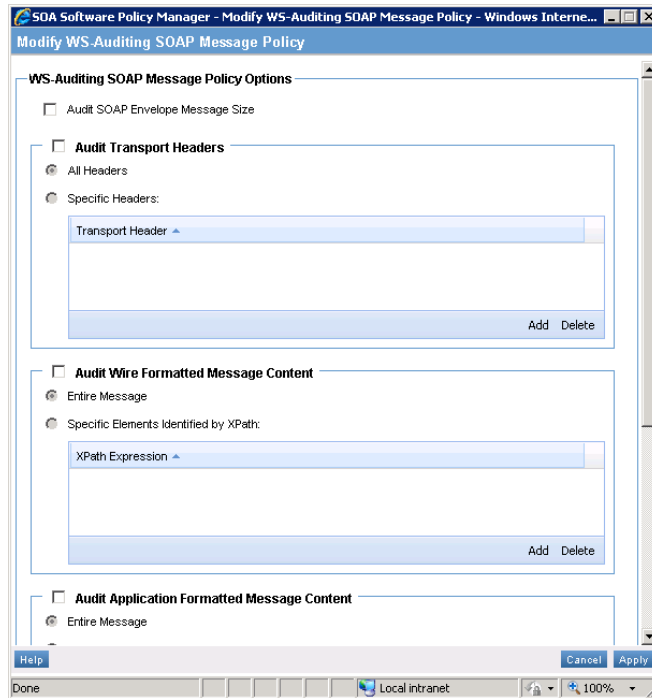 SOA Software Policy Manager - Modify WS-Auditing SOAP Message Policy - Windows Interne...
Modify WS-Auditing SOAP Message Policy
WS-Auditing SOAP Message Policy Options
Audit SOAP Envelope Message Size
Audit Transport Headers
All Headers
Specific Headers:
Transport Header
Add Delete
Audit Wire Formatted Message Content
Entire Message
Specific Elements Identified by XPath:
XPath Expression
Add Delete
Audit Application Formatted Message Content
Entire Message
Help Cancel Apply
Done Local intranet 100%